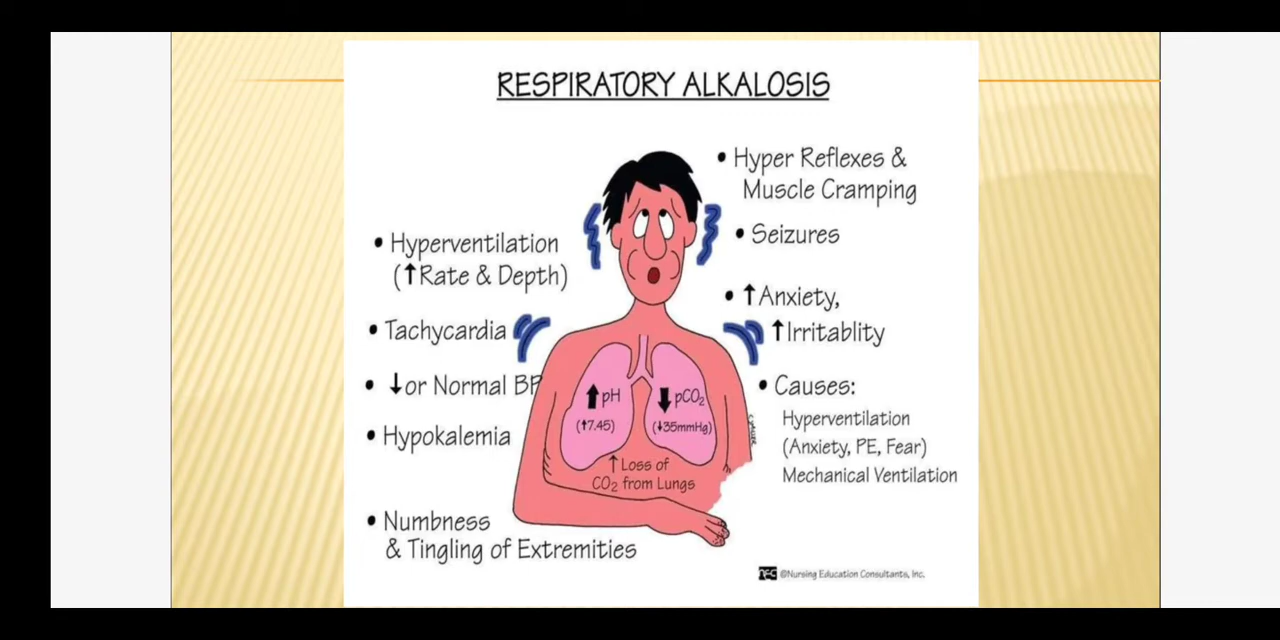 RESPIRATORY ALKALOSIS
• Hyper Reflexes &
Muscle Cramping
• Seizures
• ↑Anxiety,
↑Irritablity
• Causes:
Hyperventilation
(Anxiety, PE, Fear)
Mechanical Ventilation
• Hyperventilation
(↑Rate & Depth)
• Tachycardia
• ↓or Normal BP
• Hypokalemia
• Numbness
& Tingling of Extremities
↑pH
(↑7.45)
↓pCO₂
(↓35mmHg)
↑ Loss of
CO₂ from Lungs
nec ©Nursing Education Consultants, Inc.